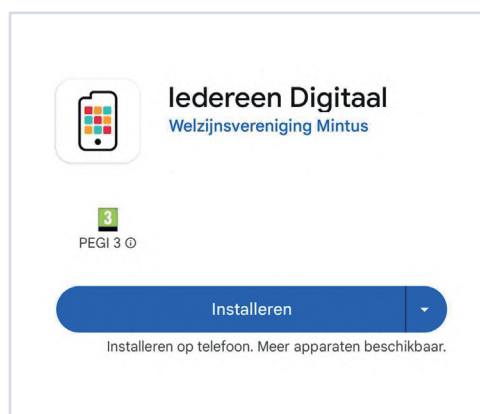 Iedereen Digitaal
Welzijnsvereniging Mintus
3
PEGI 3 ⓘ
Installeren
Installeren op telefoon. Meer apparaten beschikbaar.